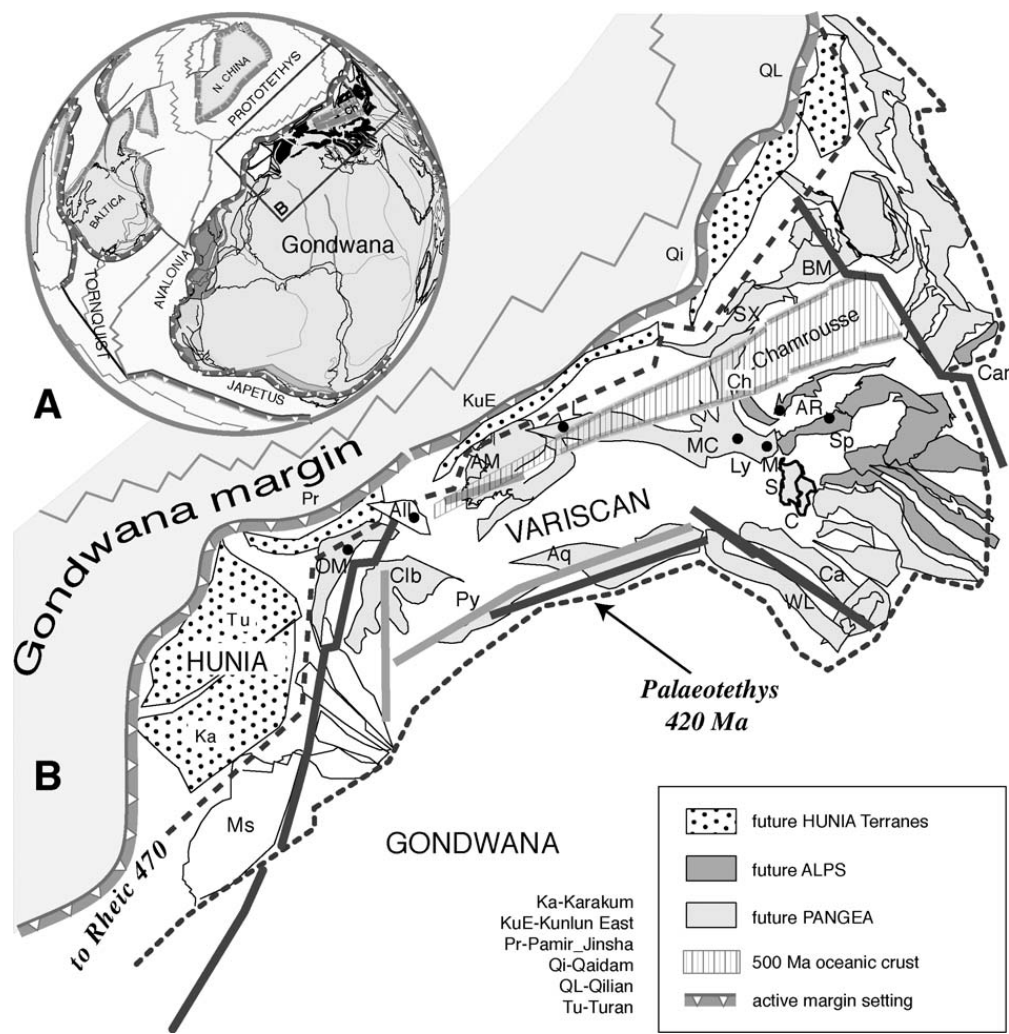 N. CHINA
PROTOTETHYS
BALTICA
TORNQUIST
AVALONIA
JAPETUS
Gondwana
B
A
QL
Qi
BM
SX
Chamrousse
Car
Ch
AR
Sp
KuE
AM
MC
Ly
M
S
C
Gondwana margin
Pr
All
VARISCAN
OM
Clb
Aq
Py
Ca
WL
Tu
HUNIA
Ka
Palaeotethys
420 Ma
B
Ms
GONDWANA
to Rheic 470
Ka-Karakum
KuE-Kunlun East
Pr-Pamir_Jinsha
Qi-Qaidam
QL-Qilian
Tu-Turan
future HUNIA Terranes
future ALPS
future PANGEA
500 Ma oceanic crust
active margin setting